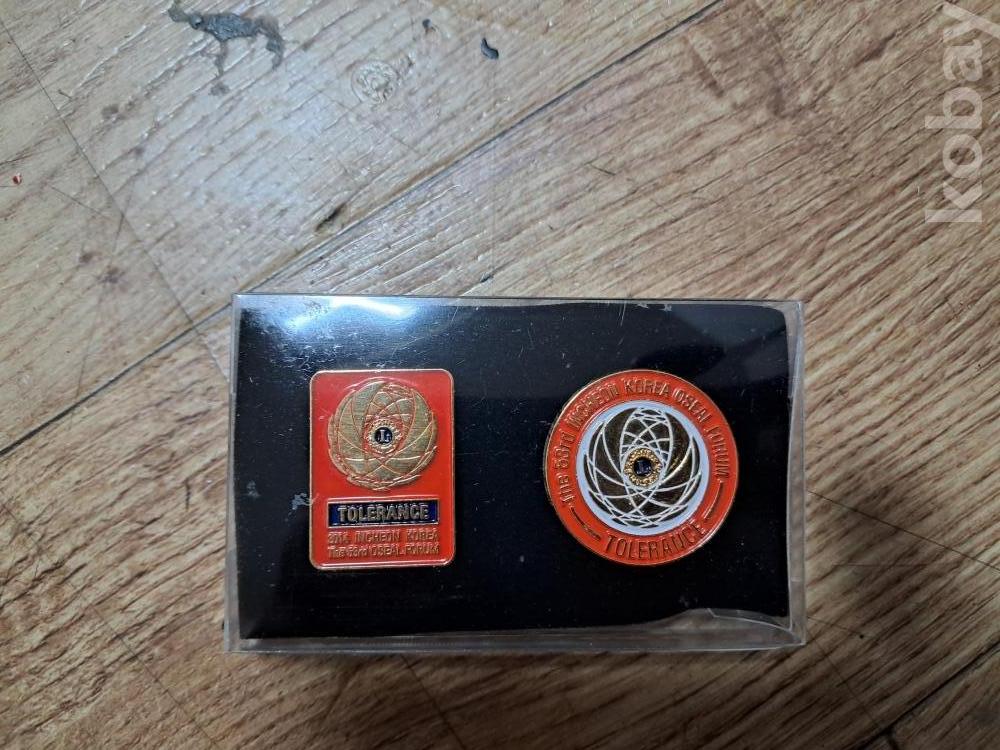 kobay
TOLERANCE
2014 INCHEON KOREA
The 53rd OSEAL FORUM
The 53rd INCHEON KOREA OSEAL FORUM
TOLERANCE
L
L